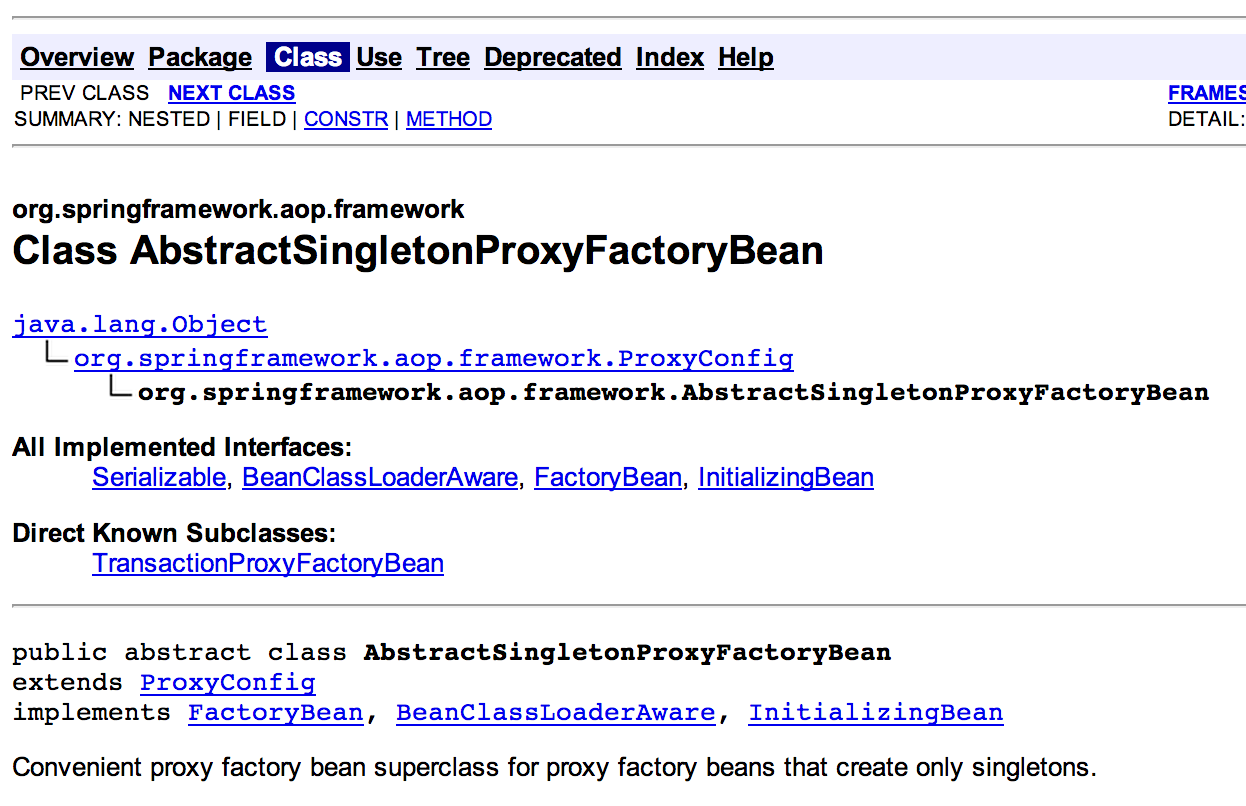 Overview Package Class Use Tree Deprecated Index Help
PREV CLASS NEXT CLASS FRAMES
SUMMARY: NESTED | FIELD | CONSTR | METHOD DETAIL:
org.springframework.aop.framework
Class AbstractSingletonProxyFactoryBean
java.lang.Object
org.springframework.aop.framework.ProxyConfig
org.springframework.aop.framework.AbstractSingletonProxyFactoryBean
All Implemented Interfaces:
Serializable, BeanClassLoaderAware, FactoryBean, InitializingBean
Direct Known Subclasses:
TransactionProxyFactoryBean
public abstract class AbstractSingletonProxyFactoryBean
extends ProxyConfig
implements FactoryBean, BeanClassLoaderAware, InitializingBean
Convenient proxy factory bean superclass for proxy factory beans that create only singletons.